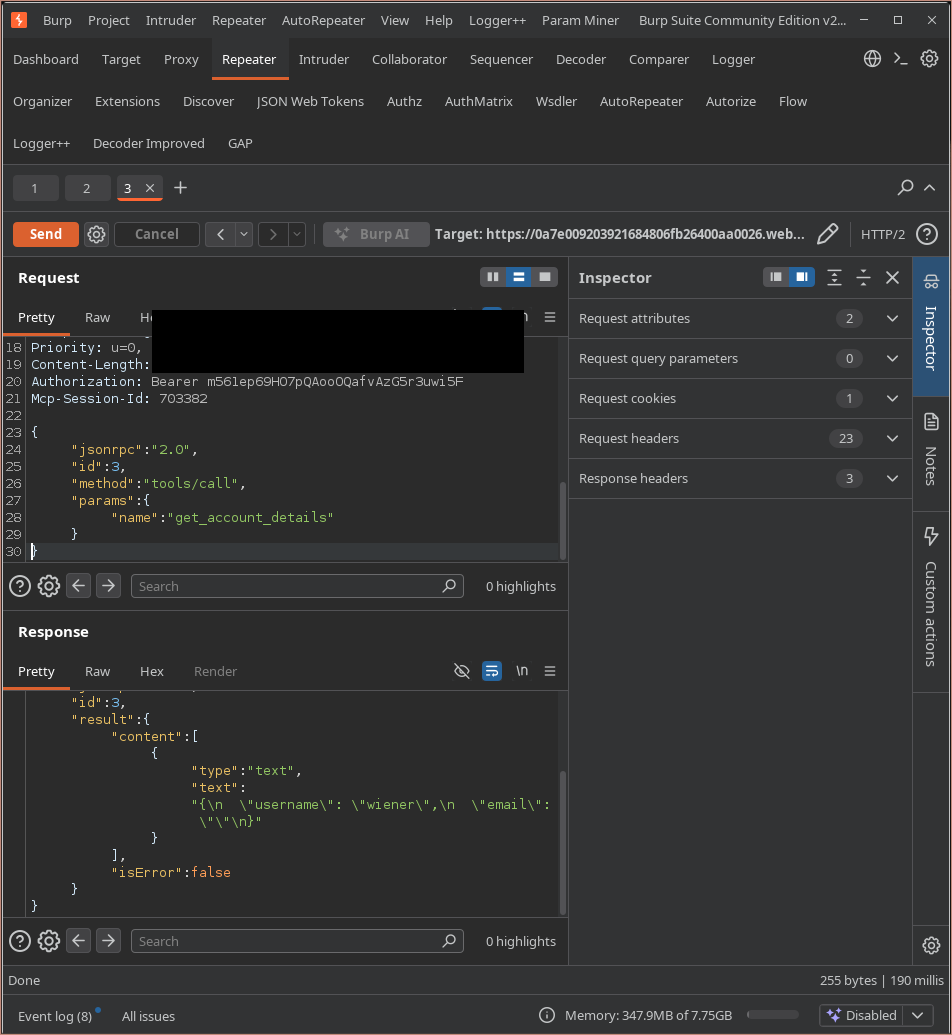 Burp Project Intruder Repeater AutoRepeater View Help Logger++ Param Miner Burp Suite Community Edition v2...
Dashboard Target Proxy Repeater Intruder Collaborator Sequencer Decoder Comparer Logger
Organizer Extensions Discover JSON Web Tokens Authz AuthMatrix Wsdler AutoRepeater Autorize Flow
Logger++ Decoder Improved GAP
1 2 3 × +
Send Cancel < > Burp AI Target: https://0a7e009203921684806fb26400aa0026.web... HTTP/2 ?
Request
Pretty Raw
18 Priority: u=0,
19 Content-Length:
20 Authorization: Bearer m561ep69HO7pQAooOQafvAzG5r3uwi5F
21 Mcp-Session-Id: 703382
22
23 {
24 "jsonrpc":"2.0",
25 "id":3,
26 "method":"tools/call",
27 "params":{
28 "name":"get_account_details"
29 }
30 }
Search 0 highlights
Response
Pretty Raw Hex Render \n
"id":3,
"result":{
"content":[
{
"type":"text",
"text":
"{\n  \"username\": \"wiener\",\n  \"email\":
\"\"\n}"
}
],
"isError":false
}
}
Search 0 highlights
Inspector
Request attributes 2
Request query parameters 0
Request cookies 1
Request headers 23
Response headers 3
Inspector
Notes
Custom actions
Done 255 bytes | 190 millis
Event log (8) All issues Memory: 347.9MB of 7.75GB Disabled